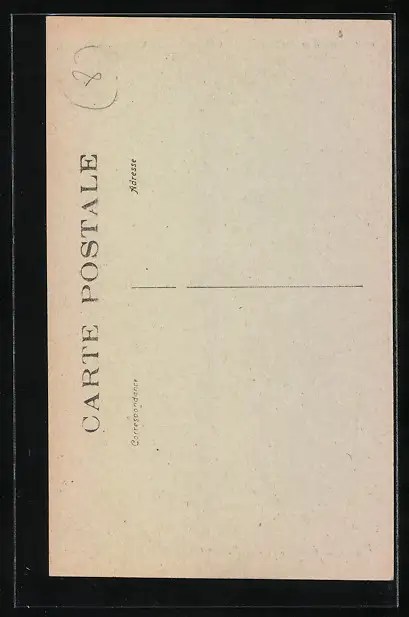 CARTE POSTALE
Correspondance
Adresse
(8)